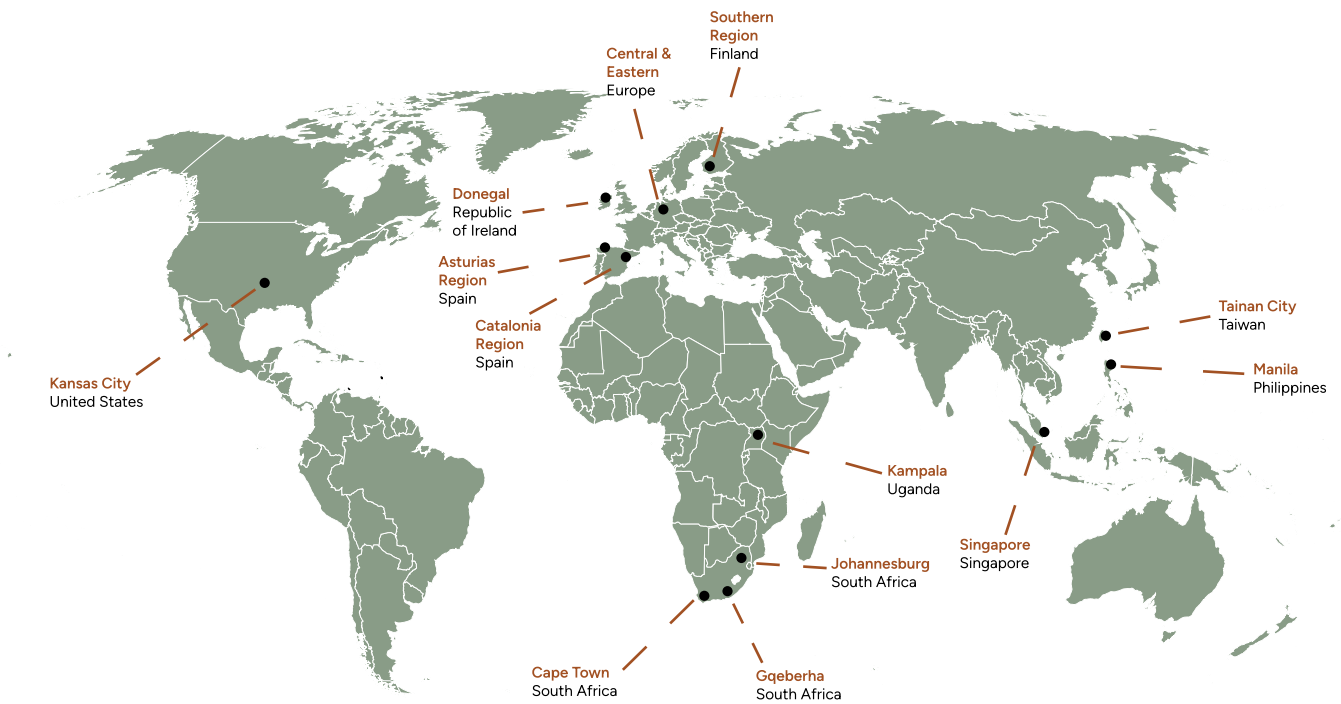 Southern
Region
Finland
Central &
Eastern
Europe
Donegal
Republic
of Ireland
Asturias
Region
Spain
Catalonia
Region
Spain
Tainan City
Taiwan
Manila
Philippines
Kansas City
United States
Kampala
Uganda
Singapore
Singapore
Johannesburg
South Africa
Cape Town
South Africa
Gqeberha
South Africa